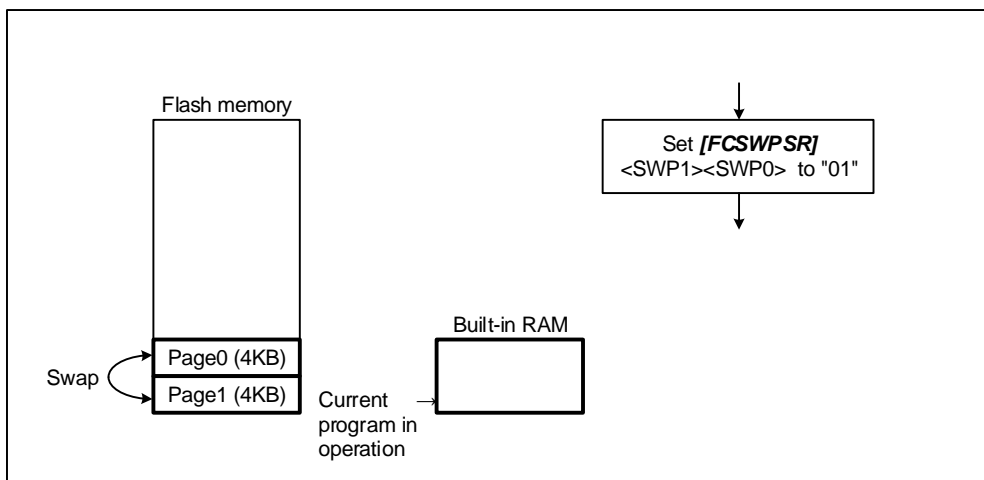 Flash memory
Set [FCSWPSR]
<SWP1><SWP0> to "01"
Built-in RAM
Page0 (4KB)
Swap
Page1 (4KB)
Current
program in
operation